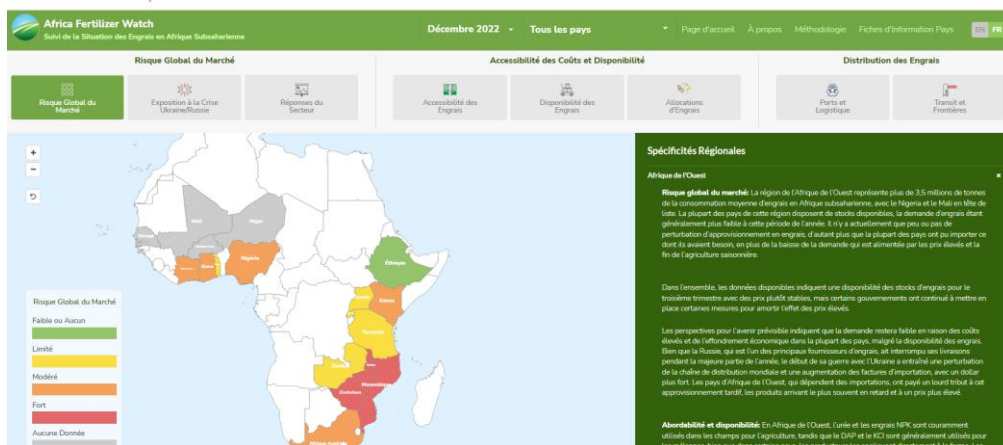 Africa Fertilizer Watch
Suivi de la Situation des Engrais en Afrique Subsaharienne
Décembre 2022
Tous les pays
Page d'accueil
À propos
Méthodologie
Fiches d'Information Pays
EN FR
Risque Global du Marché
Accessibilité des Coûts et Disponibilité
Distribution des Engrais
Risque Global du
Marché
Exposition à la Crise
Ukraine/Russie
Réponses du
Secteur
Accessibilité des
Engrais
Disponibilité des
Engrais
Allocations
d'Engrais
Ports et
Logistique
Transit et
Frontières
+
−
Mali
Niger
Nigéria
Ghana
Éthiopie
Kenya
Tanzanie
Zambie
Mozambique
Zimbabwe
Risque Global du Marché
Faible ou Aucun
Limité
Modéré
Fort
Aucune Donnée
Spécificités Régionales
Afrique de l'Ouest
Risque global du marché: La région de l'Afrique de l'Ouest représente plus de 3,5 millions de tonnes
de la consommation moyenne d'engrais en Afrique subsaharienne, avec le Nigeria et le Mali en tête de
liste. La plupart des pays de cette région disposent de stocks disponibles, la demande d'engrais étant
généralement plus faible à cette période de l'année. Il n'y a actuellement que peu ou pas de
perturbation d'approvisionnement en engrais, d'autant plus que la plupart des pays ont pu importer ce
dont ils avaient besoin, en plus de la baisse de la demande qui est alimentée par les prix élevés et la
fin de l'agriculture saisonnière.
Dans l'ensemble, les données disponibles indiquent une disponibilité des stocks d'engrais pour le
troisième trimestre avec des prix plutôt stables, mais certains gouvernements ont continué à mettre en
place certaines mesures pour amortir l'effet des prix élevés.
Les perspectives pour l'avenir prévisible indiquent que la demande restera faible en raison des coûts
élevés et de l'effondrement économique dans la plupart des pays, malgré la disponibilité des engrais.
Bien que la Russie, qui est l'un des principaux fournisseurs d'engrais, ait interrompu ses livraisons
pendant la majeure partie de l'année, le début de sa guerre avec l'Ukraine a entraîné une perturbation
de la chaîne de distribution mondiale et une augmentation des factures d'importation, avec un dollar
plus fort. Les pays d'Afrique de l'Ouest, qui dépendent des importations, ont payé un lourd tribut à cet
approvisionnement tardif, les produits arrivant le plus souvent en retard et à un prix plus élevé.
Abordabilité et disponibilité: En Afrique de l'Ouest, l'urée et les engrais NPK sont couramment
utilisés dans les champs pour l'agriculture, tandis que le DAP et le KCl sont généralement utilisés pour